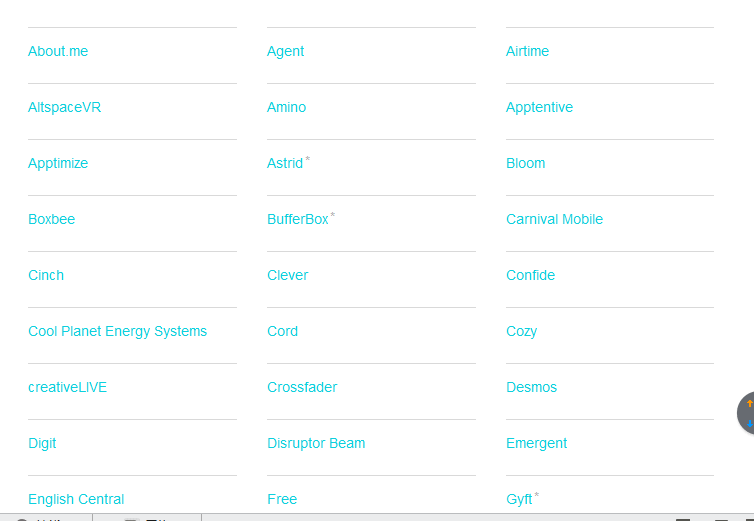 About.me Agent Airtime
AltspaceVR Amino Apptentive
Apptimize Astrid* Bloom
Boxbee BufferBox* Carnival Mobile
Cinch Clever Confide
Cool Planet Energy Systems Cord Cozy
creativeLIVE Crossfader Desmos
Digit Disruptor Beam Emergent
English Central Free Gyft*